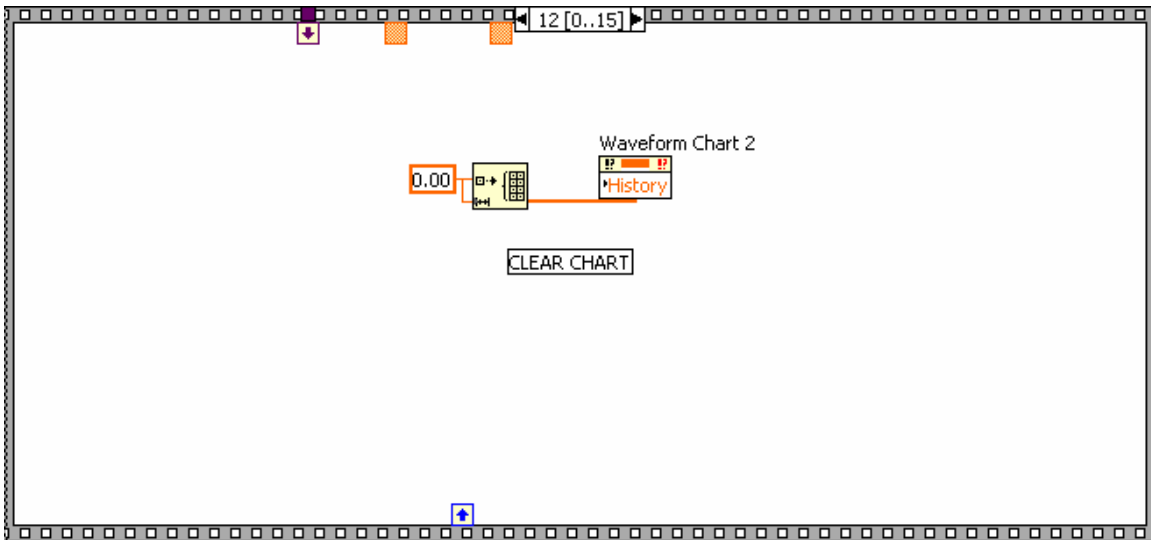 12 [0..15]
Waveform Chart 2
!? !?
0.00
History
CLEAR CHART